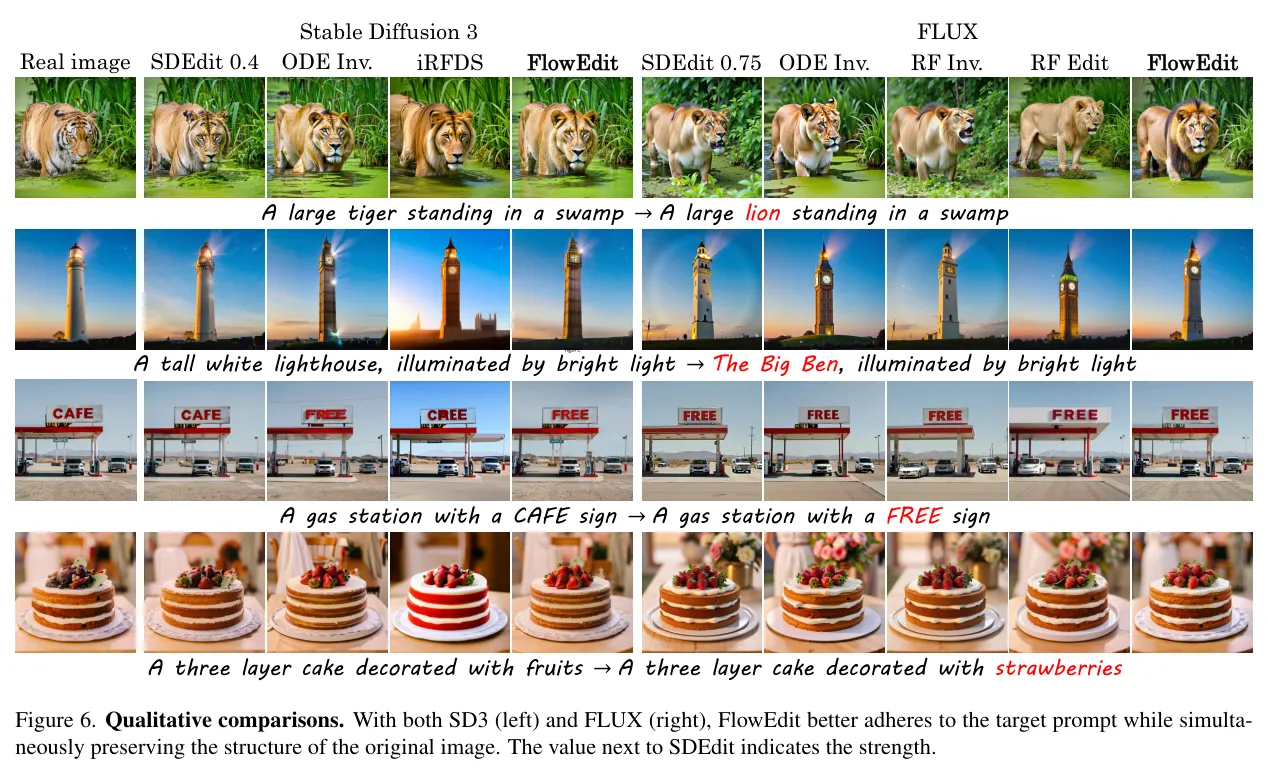 Stable Diffusion 3 FLUX
Real image SDEdit 0.4 ODE Inv. iRFDS FlowEdit SDEdit 0.75 ODE Inv. RF Inv. RF Edit FlowEdit
A large tiger standing in a swamp → A large lion standing in a swamp
A tall white lighthouse, illuminated by bright light → The Big Ben, illuminated by bright light
CAFE CAFE FREE CREE FREE FREE FREE FREE FREE FREE
A gas station with a CAFE sign → A gas station with a FREE sign
A three layer cake decorated with fruits → A three layer cake decorated with strawberries
Figure 6. Qualitative comparisons. With both SD3 (left) and FLUX (right), FlowEdit better adheres to the target prompt while simulta-
neously preserving the structure of the original image. The value next to SDEdit indicates the strength.